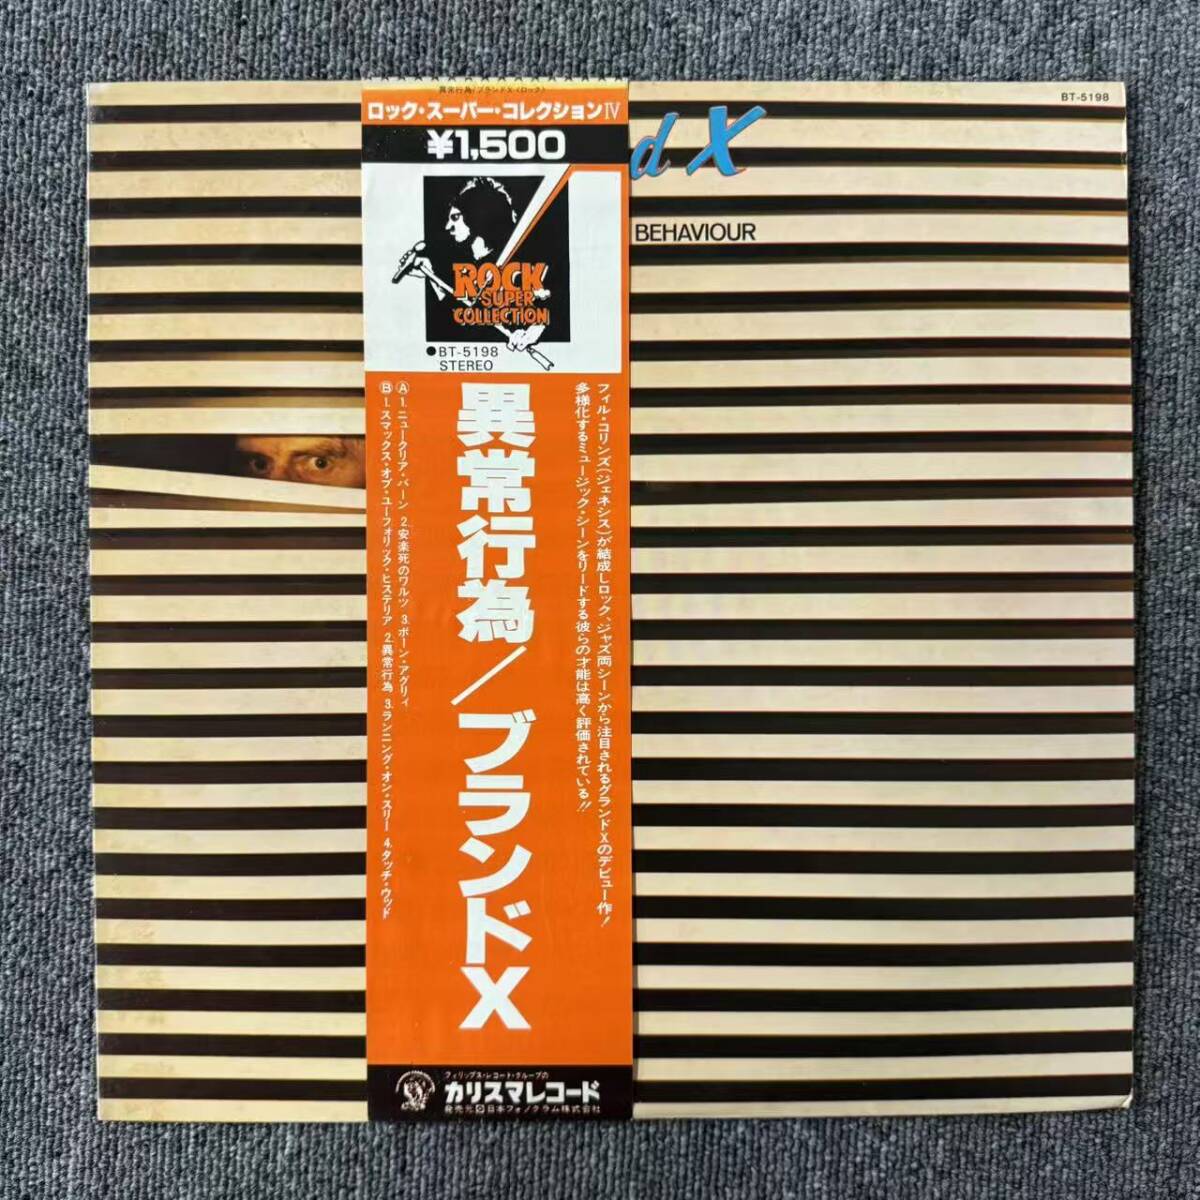 異常行為/ブランドX〈ロック〉
ロック・スーパー・コレクションⅣ
¥1,500
ROCK
SUPER
COLLECTION
●BT-5198
STEREO
フィル・コリンズ(ジェネシス)が結成しロック、ジャズ両シーンから注目されるグランドXのデビュー作!
多様化するミュージック・シーンをリードする彼らの才能は高く評価されている!!
異常行為/ブランドX
Ⓐ1.ニュークリア・バーン 2.安楽死のワルツ 3.ボーン・アグリィ
Ⓑ1.スマックス・オブ・ユーフォリック・ヒステリア 2.異常行為 3.ランニング・オン・スリー 4.タッチ・ウッド
フィリップス・レコード・グループの
カリスマレコード
発売元 日本フォノグラム株式会社
BT-5198
d X
BEHAVIOUR